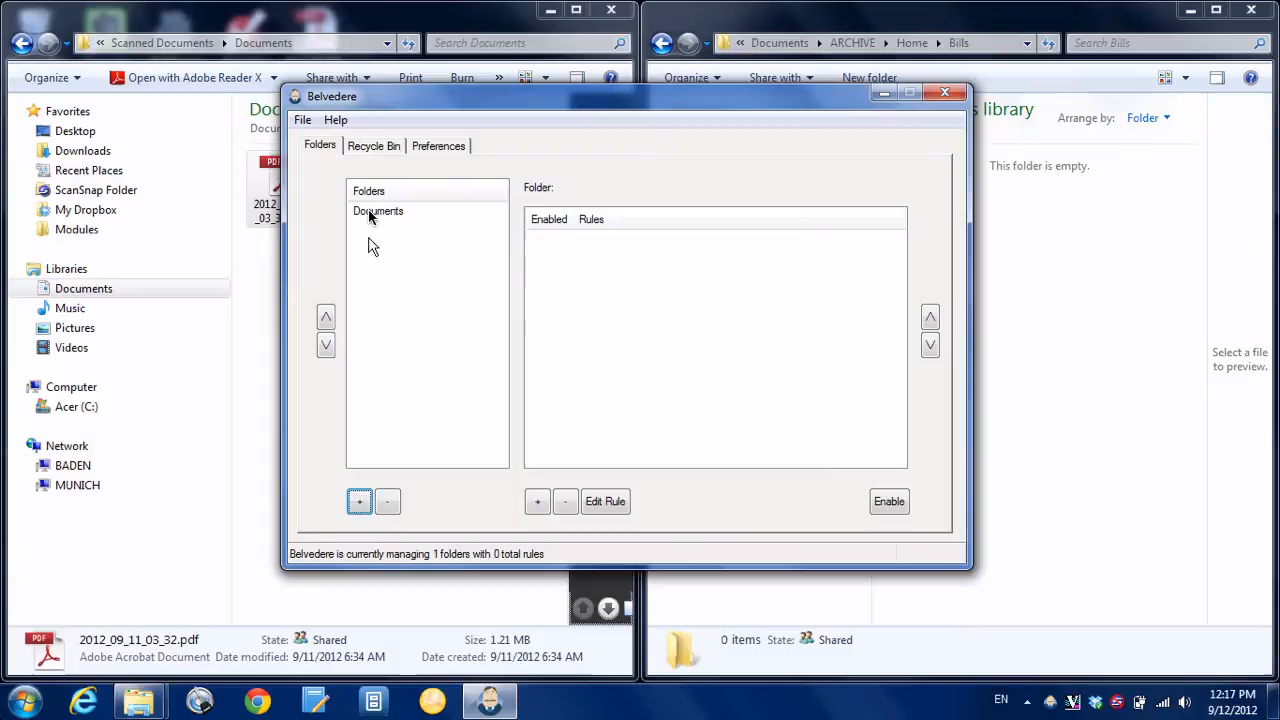 Scanned Documents Documents Search Documents
Documents ARCHIVE Home Bills Search Bills
Organize Open with Adobe Reader X Share with Print Burn »
Organize Share with New folder
Belvedere
File Help
Folders Recycle Bin Preferences
Folders
Documents
Folder:
Enabled Rules
+ - + - Edit Rule Enable
Belvedere is currently managing 1 folders with 0 total rules
Favorites
Desktop
Downloads
Recent Places
ScanSnap Folder
My Dropbox
Modules
Libraries
Documents
Music
Pictures
Videos
Computer
Acer (C:)
Network
BADEN
MUNICH
PDF
s library
Arrange by: Folder
This folder is empty.
Select a file
to preview.
PDF
2012_09_11_03_32.pdf State: Shared Size: 1.21 MB
Adobe Acrobat Document Date modified: 9/11/2012 6:34 AM Date created: 9/11/2012 6:34 AM
0 items State: Shared
EN
12:17 PM
9/12/2012